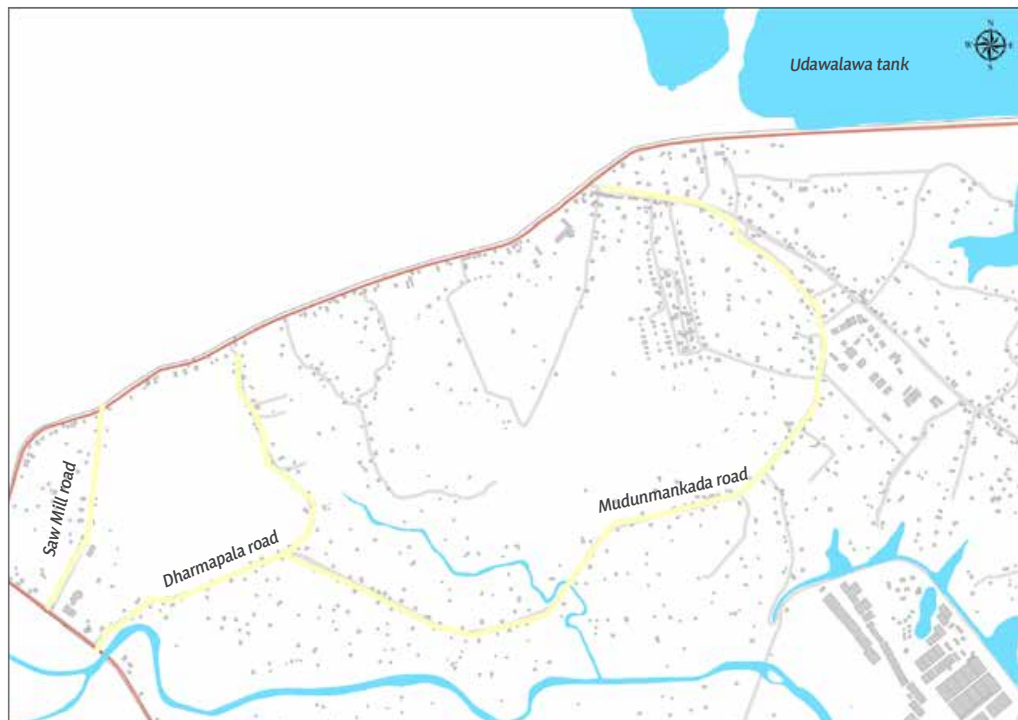 N
W E
S
Udawalawa tank
Mudunmankada road
Saw Mill road
Dharmapala road